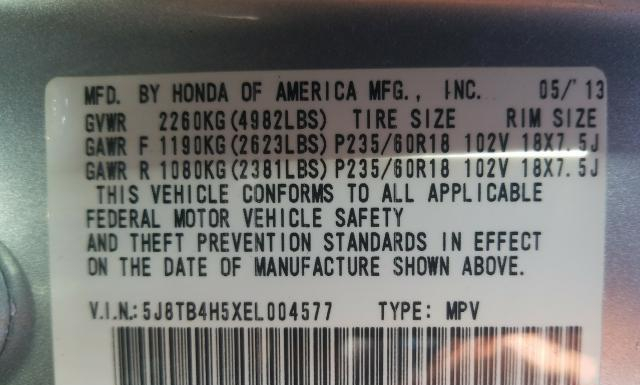 MFD. BY HONDA OF AMERICA MFG., INC. 05/'13
GVWR 2260KG(4982LBS) TIRE SIZE RIM SIZE
GAWR F 1190KG(2623LBS) P235/60R18 102V 18X7.5J
GAWR R 1080KG(2381LBS) P235/60R18 102V 18X7.5J
THIS VEHICLE CONFORMS TO ALL APPLICABLE
FEDERAL MOTOR VEHICLE SAFETY
AND THEFT PREVENTION STANDARDS IN EFFECT
ON THE DATE OF MANUFACTURE SHOWN ABOVE.
V.I.N.: 5J8TB4H5XEL004577 TYPE: MPV